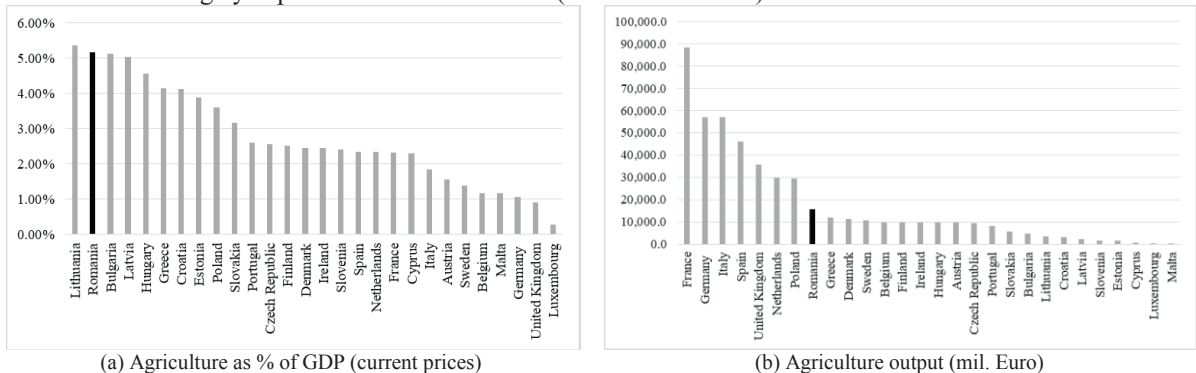 6.00%
5.00%
4.00%
3.00%
2.00%
1.00%
0.00%
Lithuania
Romania
Bulgaria
Latvia
Hungary
Greece
Croatia
Estonia
Poland
Slovakia
Portugal
Czech Republic
Finland
Denmark
Ireland
Slovenia
Spain
Netherlands
France
Cyprus
Italy
Austria
Sweden
Belgium
Malta
Germany
United Kingdom
Luxembourg
(a) Agriculture as % of GDP (current prices)
100,000.0
90,000.0
80,000.0
70,000.0
60,000.0
50,000.0
40,000.0
30,000.0
20,000.0
10,000.0
0.0
France
Germany
Italy
Spain
United Kingdom
Netherlands
Poland
Romania
Greece
Denmark
Sweden
Belgium
Finland
Ireland
Hungary
Austria
Czech Republic
Portugal
Slovakia
Bulgaria
Lithuania
Croatia
Latvia
Slovenia
Estonia
Cyprus
Luxembourg
Malta
(b) Agriculture output (mil. Euro)